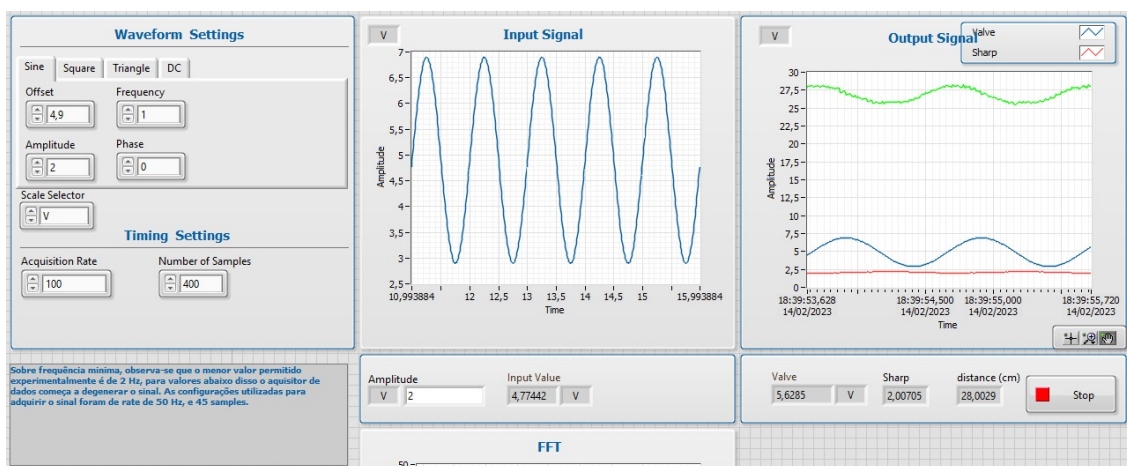 Waveform Settings
Sine Square Triangle DC
Offset Frequency
4,9 1
Amplitude Phase
2 0
Scale Selector
V
Timing Settings
Acquisition Rate Number of Samples
100 400
Sobre frequência mínima, observa-se que o menor valor permitido
experimentalmente é de 2 Hz, para valores abaixo disso o aquisitor de
dados começa a degenerar o sinal. As configurações utilizadas para
adquirir o sinal foram de rate de 50 Hz, e 45 samples.
V Input Signal
7
6,5
6
5,5
5
4,5
4
3,5
3
2,5
Amplitude
10,993884 12 12,5 13 13,5 14 14,5 15 15,993884
Time
Amplitude Input Value
V 2 4,77442 V
FFT
50
V Output Signal
Valve
Sharp
30
27,5
25
22,5
20
17,5
15
12,5
10
7,5
5
2,5
0
Amplitude
18:39:53,628 18:39:54,500 18:39:55,000 18:39:55,720
14/02/2023 14/02/2023 14/02/2023 14/02/2023
Time
Valve Sharp distance (cm)
5,6285 V 2,00705 28,0029 Stop